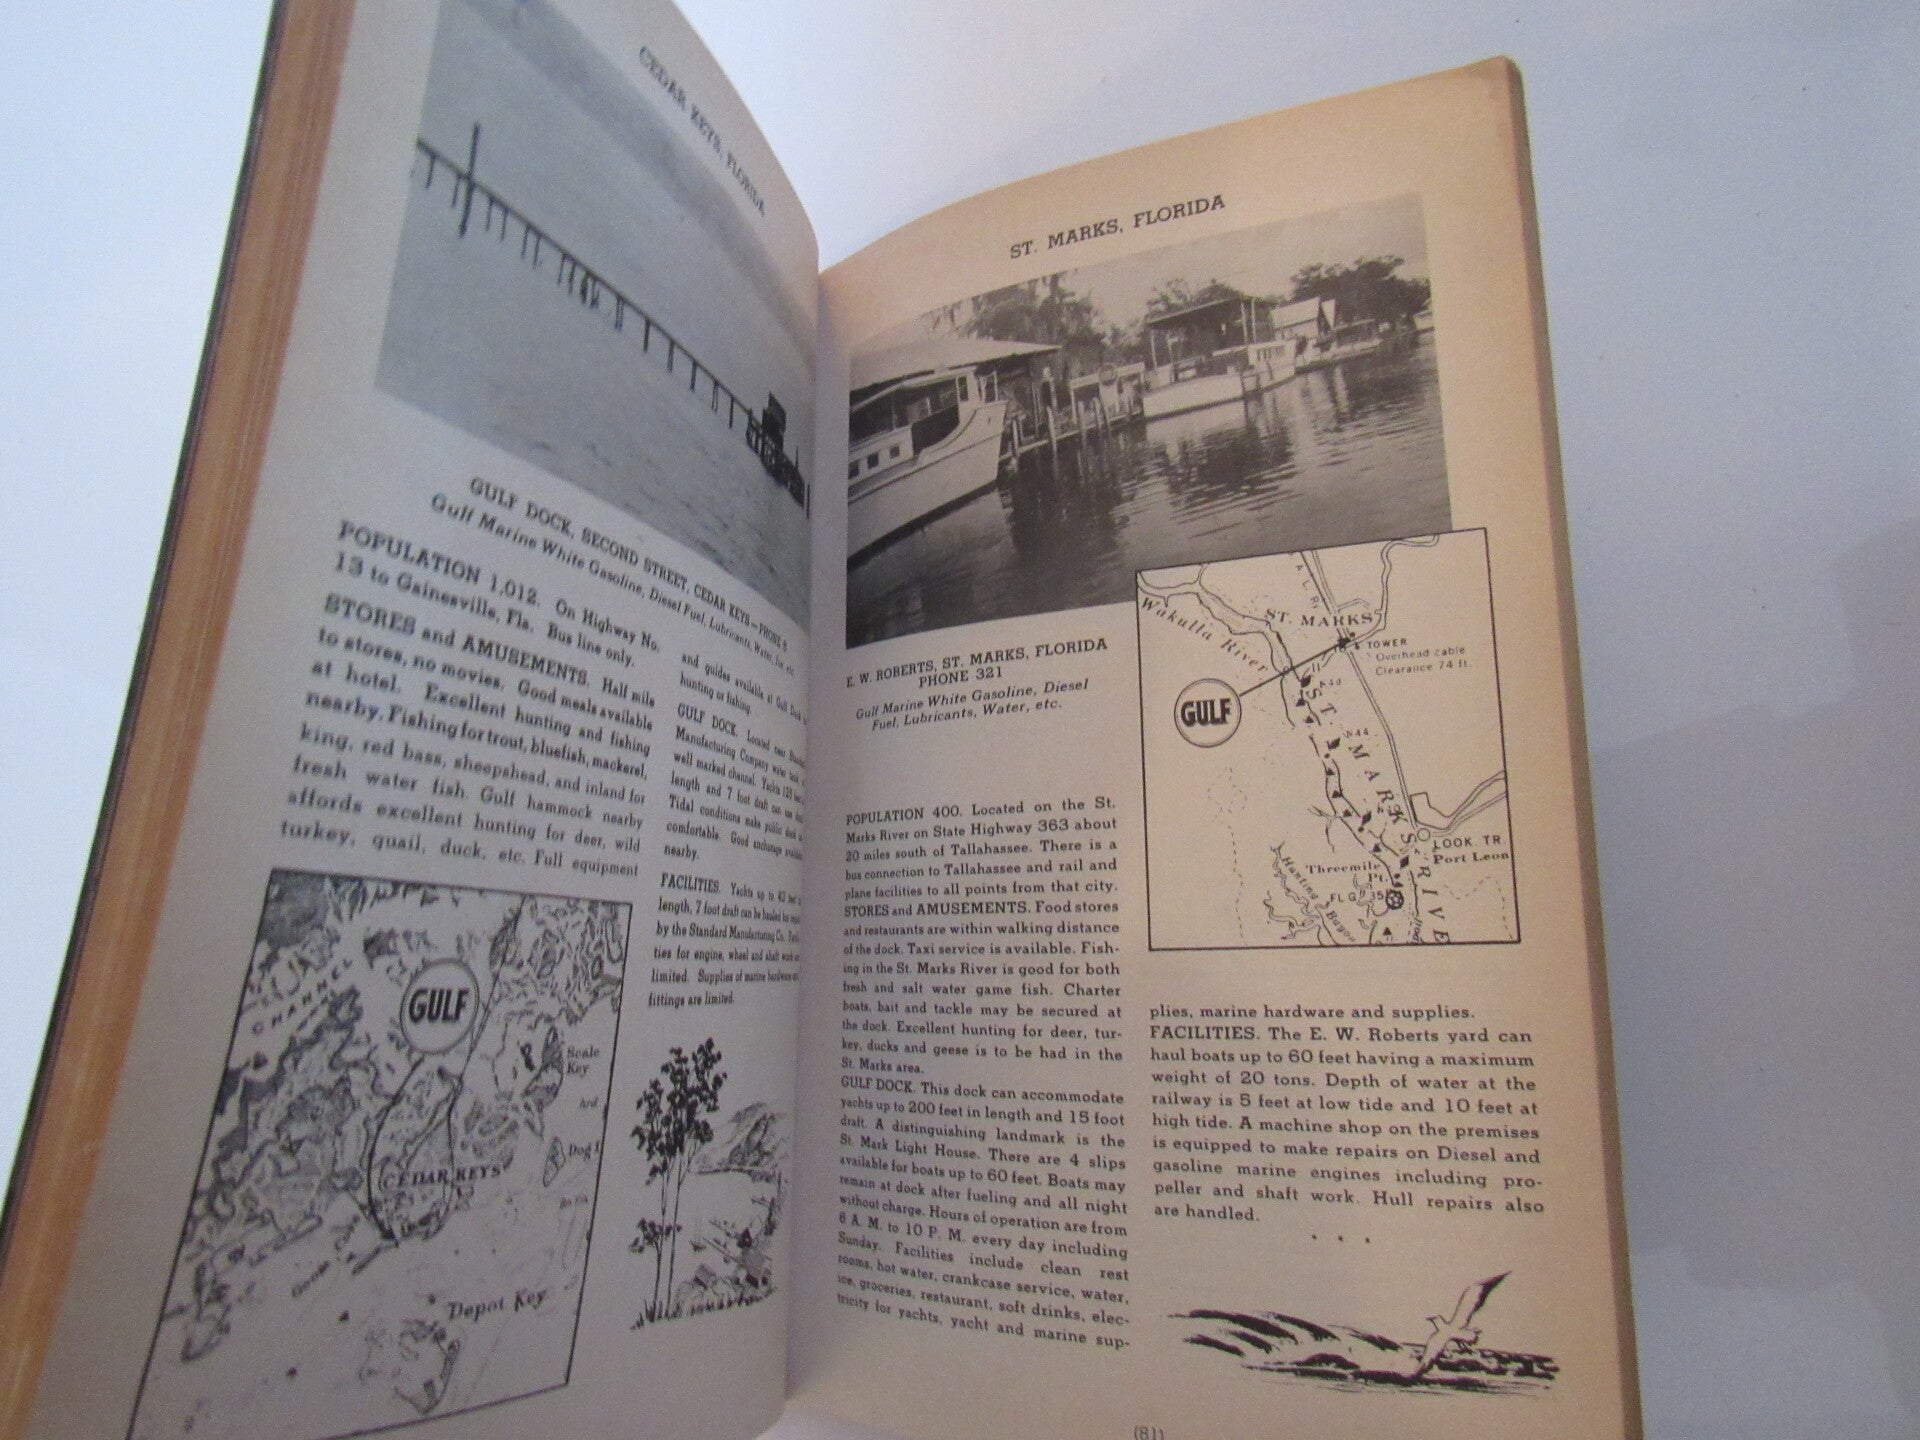 CEDAR KEYS, FLORIDA
GULF DOCK, SECOND STREET, CEDAR KEYS—PHONE 8
Gulf Marine White Gasoline, Diesel Fuel, Lubricants, Water, Ice, etc.
POPULATION 1,012. On Highway No.
13 to Gainesville, Fla. Bus line only.
STORES and AMUSEMENTS. Half mile
to stores, no movies. Good meals available
at hotel. Excellent hunting and fishing
nearby. Fishing for trout, bluefish, mackerel,
king, red bass, sheepshead, and inland for
fresh water fish. Gulf hammock nearby
affords excellent hunting for deer, wild
turkey, quail, duck, etc. Full equipment
and guides available at Gulf Dock
hunting or fishing.
GULF DOCK. Located near Standard
Manufacturing Company water tank
well marked channel. Yachts 100 feet
length and 7 foot draft can use dock
Tidal conditions make public dock
comfortable. Good anchorage available
nearby.
FACILITIES. Yachts up to 40 feet
length, 7 foot draft can be hauled for
by the Standard Manufacturing Co.
ties for engine, wheel and shaft work
limited. Supplies of marine hardware
fittings are limited.
CHANNEL
GULF
Scale
Key
Dog I
CEDAR KEYS
Depot Key
ST. MARKS, FLORIDA
E. W. ROBERTS, ST. MARKS, FLORIDA
PHONE 321
Gulf Marine White Gasoline, Diesel
Fuel, Lubricants, Water, etc.
POPULATION 400. Located on the St.
Marks River on State Highway 363 about
20 miles south of Tallahassee. There is a
bus connection to Tallahassee and rail and
plane facilities to all points from that city.
STORES and AMUSEMENTS. Food stores
and restaurants are within walking distance
of the dock. Taxi service is available. Fish-
ing in the St. Marks River is good for both
fresh and salt water game fish. Charter
boats, bait and tackle may be secured at
the dock. Excellent hunting for deer, tur-
key, ducks and geese is to be had in the
St. Marks area.
GULF DOCK. This dock can accommodate
yachts up to 200 feet in length and 15 foot
draft. A distinguishing landmark is the
St. Mark Light House. There are 4 slips
available for boats up to 60 feet. Boats may
remain at dock after fueling and all night
without charge. Hours of operation are from
6 A. M. to 10 P. M. every day including
Sunday. Facilities include clean rest
rooms, hot water, crankcase service, water,
ice, groceries, restaurant, soft drinks, elec-
tricity for yachts, yacht and marine sup-
Wakulla River
ST. MARKS
TOWER
Overhead cable
Clearance 74 ft.
GULF
ST. MARKS RIVE
N44
LOOK. TR.
Port Leon
Threemile
Pt.
plies, marine hardware and supplies.
FACILITIES. The E. W. Roberts yard can
haul boats up to 60 feet having a maximum
weight of 20 tons. Depth of water at the
railway is 5 feet at low tide and 10 feet at
high tide. A machine shop on the premises
is equipped to make repairs on Diesel and
gasoline marine engines including pro-
peller and shaft work. Hull repairs also
are handled.
(81)